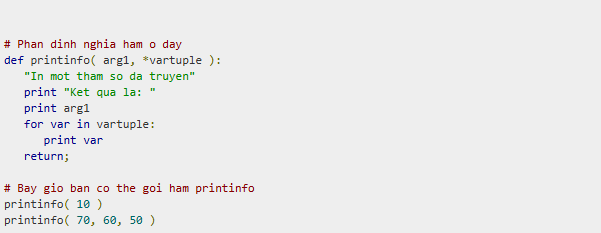 # Phan dinh nghia ham o day
def printinfo( arg1, *vartuple ):
   "In mot tham so da truyen"
   print "Ket qua la: "
   print arg1
   for var in vartuple:
      print var
   return;

# Bay gio ban co the goi ham printinfo
printinfo( 10 )
printinfo( 70, 60, 50 )